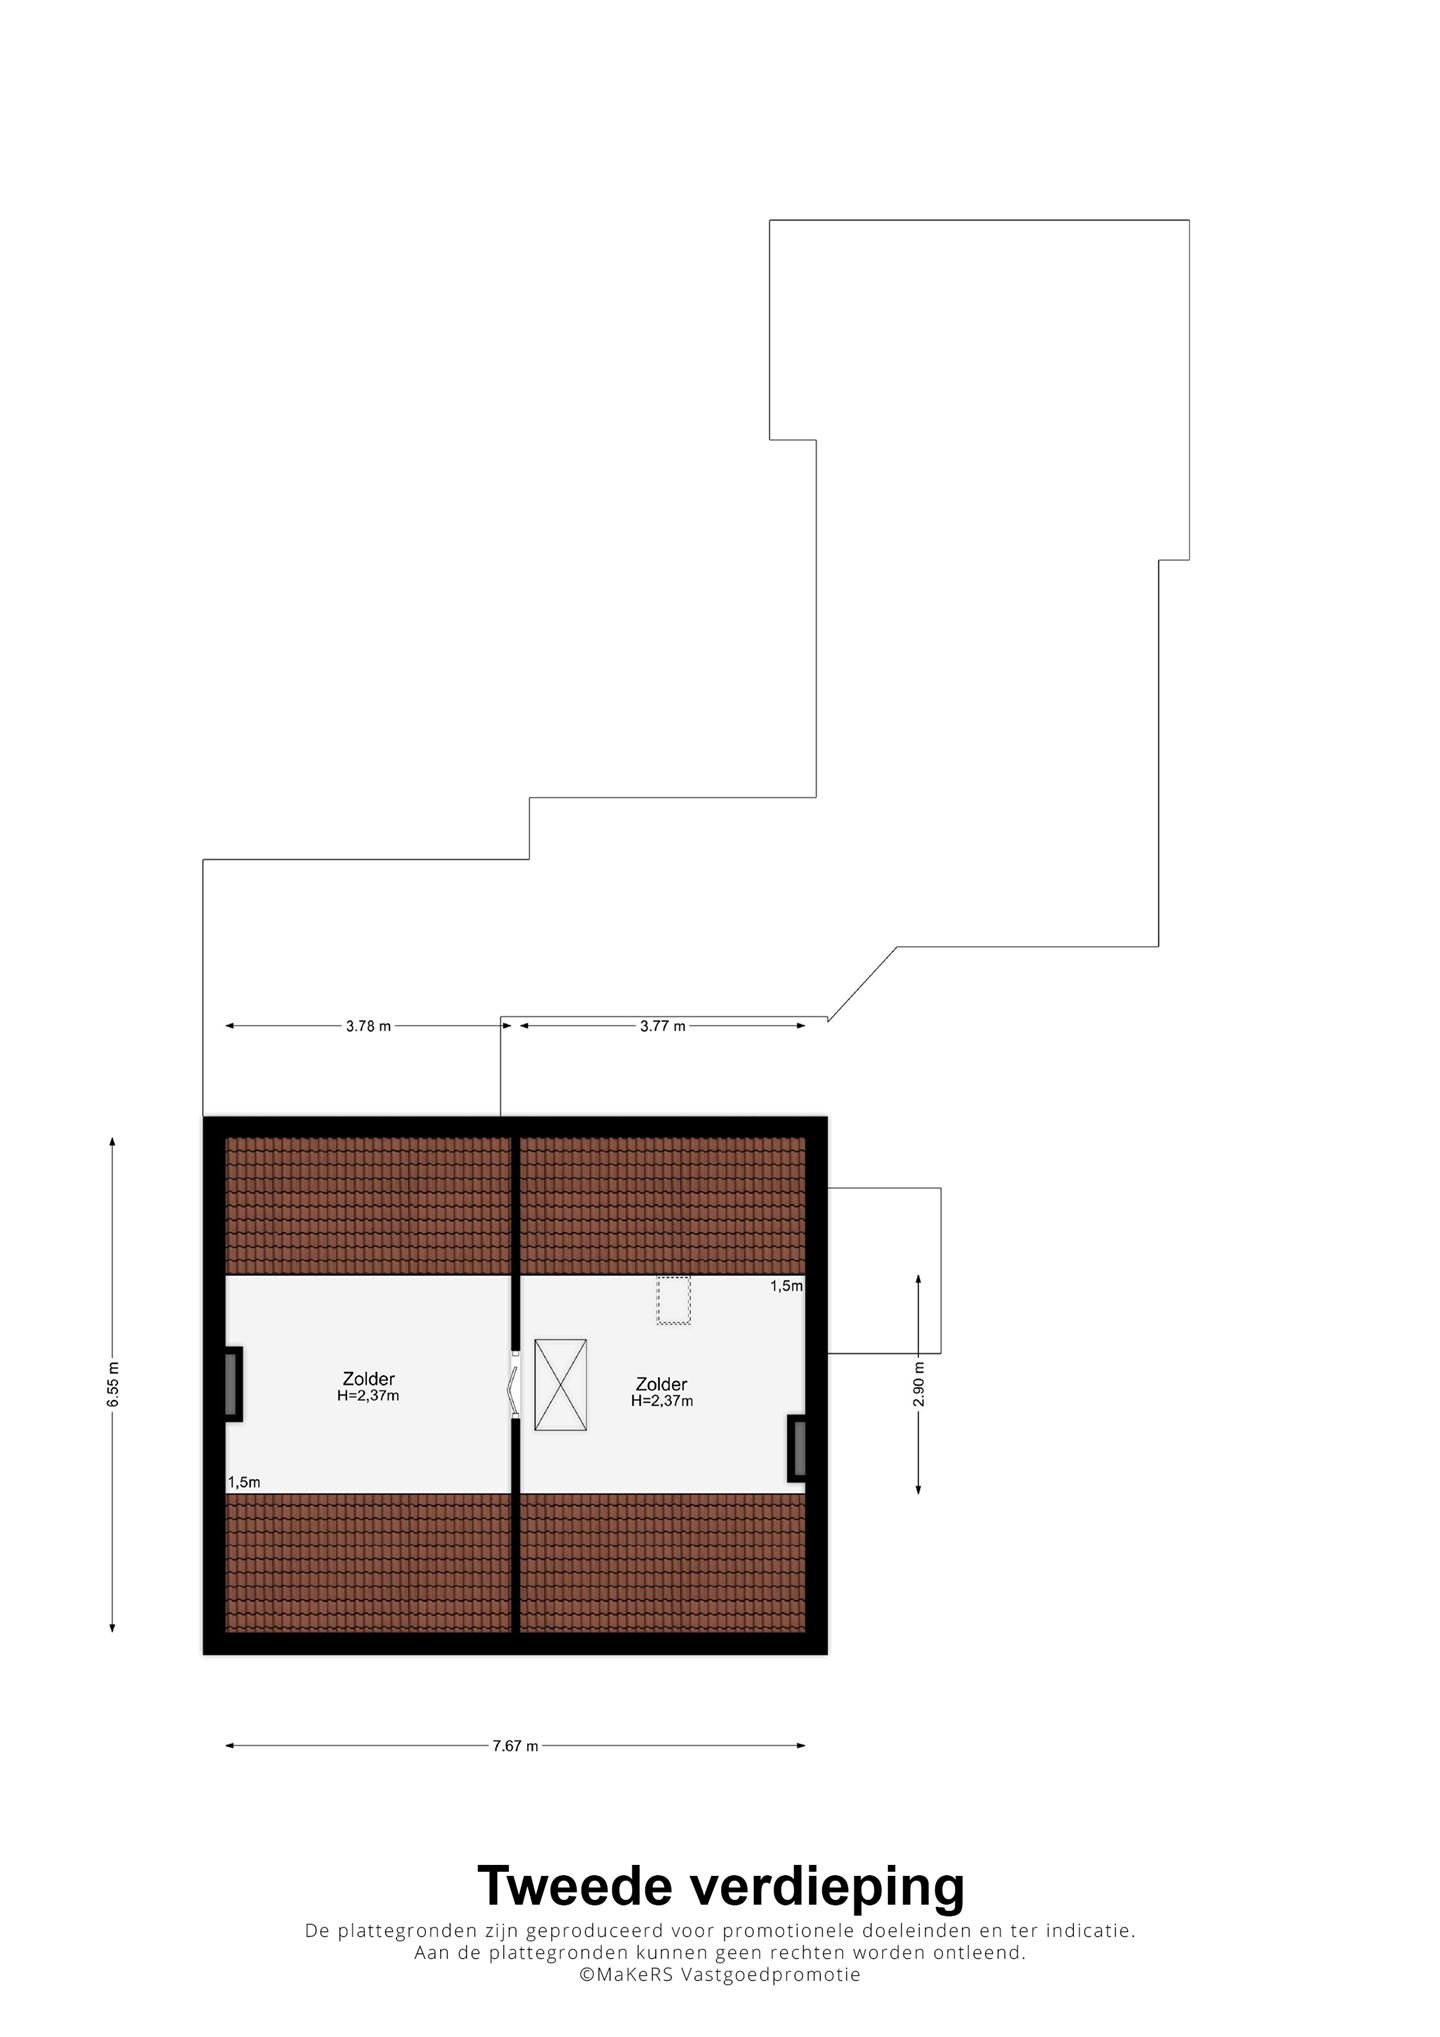 3.78 m
3.77 m
1,5m
6.55 m
Zolder
H=2,37m
Zolder
H=2,37m
2.90 m
1,5m
7.67 m
Tweede verdieping
De plattegronden zijn geproduceerd voor promotionele doeleinden en ter indicatie.
Aan de plattegronden kunnen geen rechten worden ontleend.
©MaKeRS Vastgoedpromotie